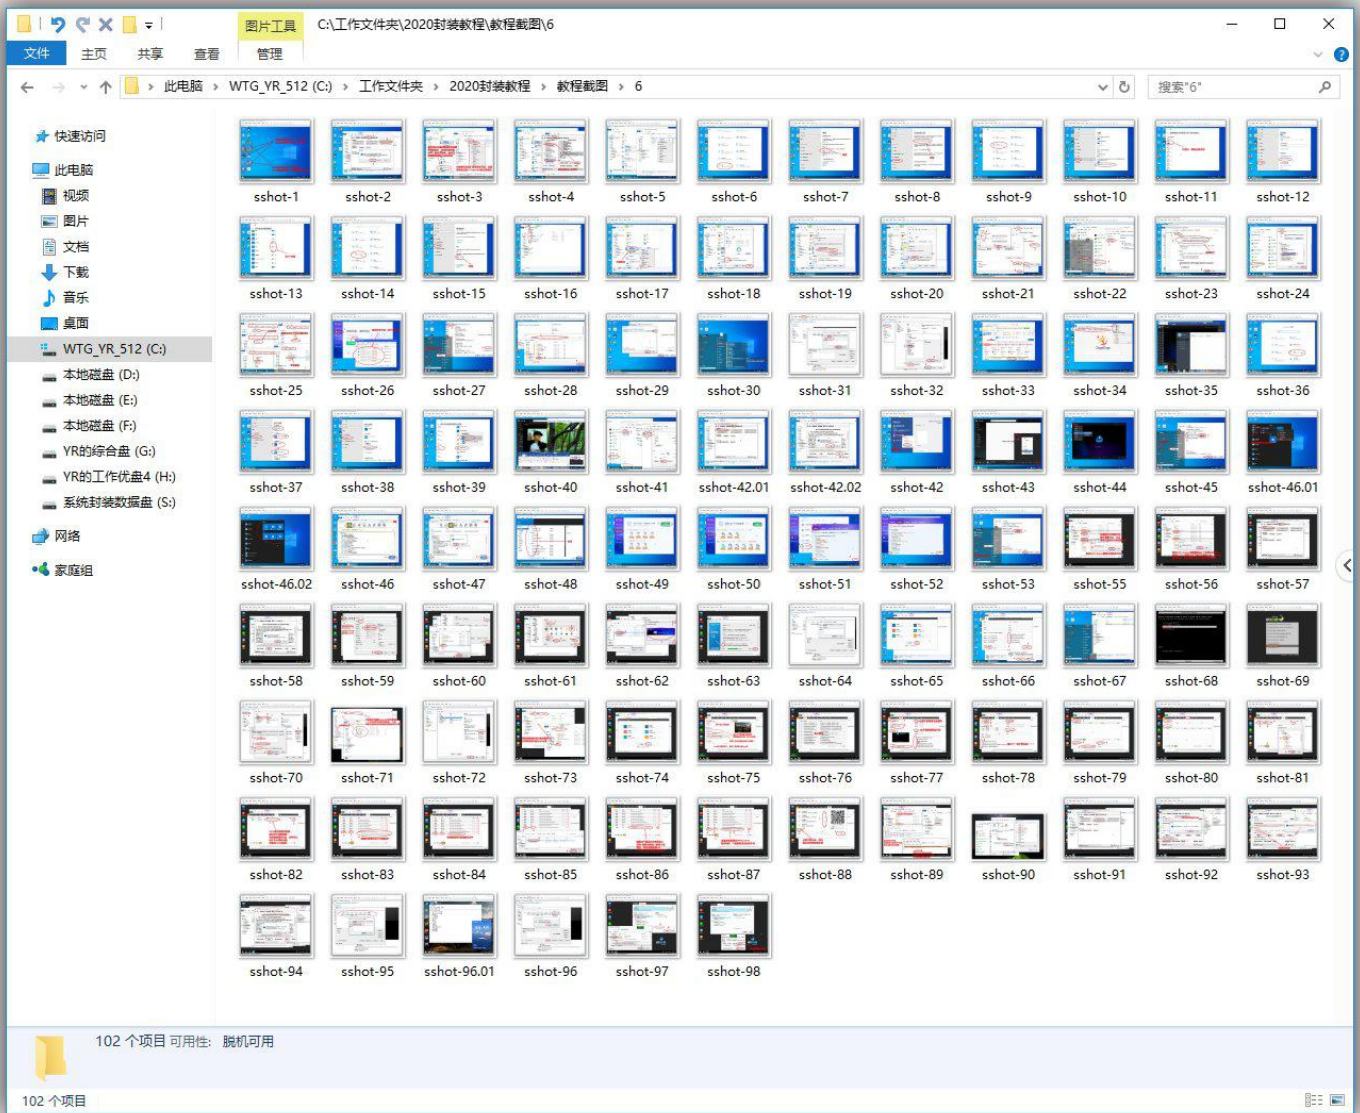 图片工具 C:\工作文件夹\2020封装教程\教程截图\6
文件 主页 共享 查看 管理
此电脑 › WTG_YR_512 (C:) › 工作文件夹 › 2020封装教程 › 教程截图 › 6
搜索"6"
快速访问
此电脑
视频
图片
文档
下载
音乐
桌面
WTG_YR_512 (C:)
本地磁盘 (D:)
本地磁盘 (E:)
本地磁盘 (F:)
YR的综合盘 (G:)
YR的工作优盘4 (H:)
系统封装数据盘 (S:)
网络
家庭组
sshot-1 sshot-2 sshot-3 sshot-4 sshot-5 sshot-6 sshot-7 sshot-8 sshot-9 sshot-10 sshot-11 sshot-12
sshot-13 sshot-14 sshot-15 sshot-16 sshot-17 sshot-18 sshot-19 sshot-20 sshot-21 sshot-22 sshot-23 sshot-24
sshot-25 sshot-26 sshot-27 sshot-28 sshot-29 sshot-30 sshot-31 sshot-32 sshot-33 sshot-34 sshot-35 sshot-36
sshot-37 sshot-38 sshot-39 sshot-40 sshot-41 sshot-42.01 sshot-42.02 sshot-42 sshot-43 sshot-44 sshot-45 sshot-46.01
sshot-46.02 sshot-46 sshot-47 sshot-48 sshot-49 sshot-50 sshot-51 sshot-52 sshot-53 sshot-55 sshot-56 sshot-57
sshot-58 sshot-59 sshot-60 sshot-61 sshot-62 sshot-63 sshot-64 sshot-65 sshot-66 sshot-67 sshot-68 sshot-69
sshot-70 sshot-71 sshot-72 sshot-73 sshot-74 sshot-75 sshot-76 sshot-77 sshot-78 sshot-79 sshot-80 sshot-81
sshot-82 sshot-83 sshot-84 sshot-85 sshot-86 sshot-87 sshot-88 sshot-89 sshot-90 sshot-91 sshot-92 sshot-93
sshot-94 sshot-95 sshot-96.01 sshot-96 sshot-97 sshot-98
102 个项目 可用性: 脱机可用
102 个项目